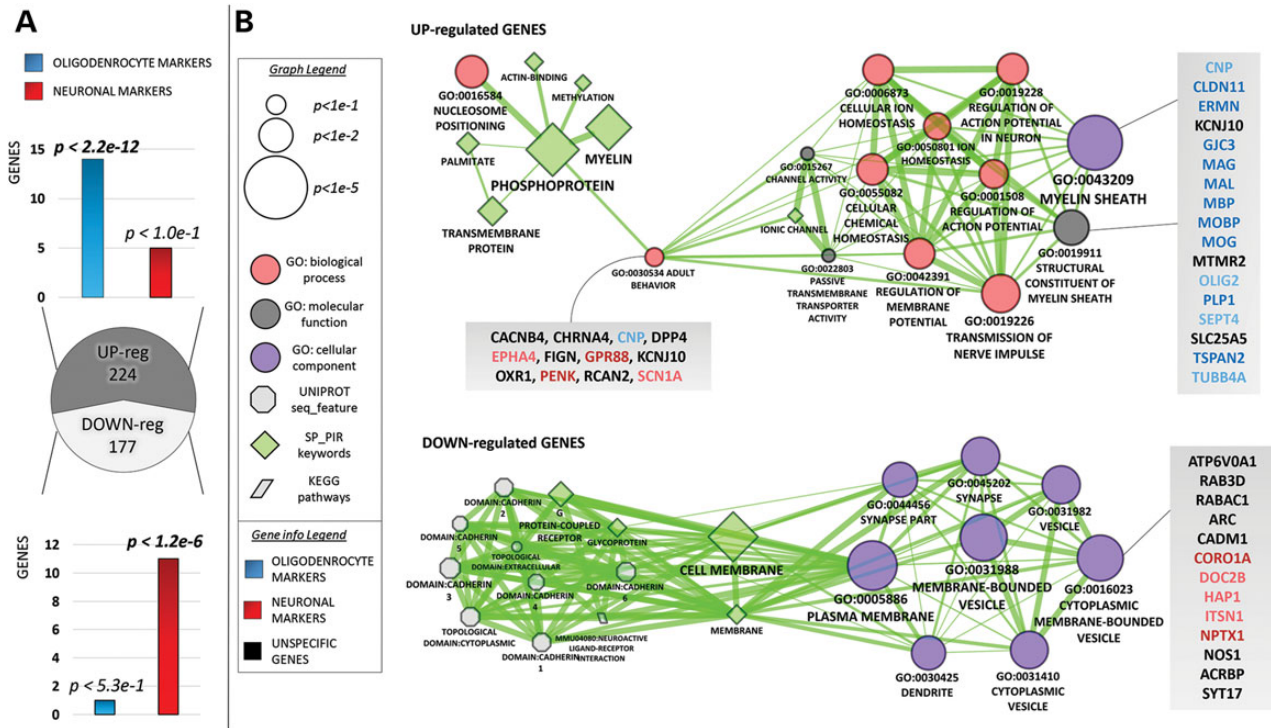 A
OLIGODENROCYTE MARKERS
NEURONAL MARKERS
GENES
15
10
5
0
p < 2.2e-12
p < 1.0e-1
UP-reg
224
DOWN-reg
177
GENES
12
10
8
6
4
2
0
p < 5.3e-1
p < 1.2e-6
B
Graph Legend
p<1e-1
p<1e-2
p<1e-5
GO: biological
process
GO: molecular
function
GO: cellular
component
UNIPROT
seq_feature
SP_PIR
keywords
KEGG
pathways
Gene info Legend
OLIGODENROCYTE
MARKERS
NEURONAL
MARKERS
UNSPECIFIC
GENES
UP-regulated GENES
GO:0016584
NUCLEOSOME
POSITIONING
ACTIN-BINDING
METHYLATION
MYELIN
PALMITATE
PHOSPHOPROTEIN
TRANSMEMBRANE
PROTEIN
GO:0030534 ADULT
BEHAVIOR
CACNB4, CHRNA4, CNP, DPP4
EPHA4, FIGN, GPR88, KCNJ10
OXR1, PENK, RCAN2, SCN1A
GO:0006873
CELLULAR ION
HOMEOSTASIS
GO:0019228
REGULATION OF
ACTION POTENTIAL
IN NEURON
GO:0050801 ION
HOMEOSTASIS
GO:0015267
CHANNEL ACTIVITY
GO:0055082
CELLULAR
CHEMICAL
HOMEOSTASIS
GO:0001508
REGULATION OF
ACTION POTENTIAL
GO:0043209
MYELIN SHEATH
IONIC CHANNEL
GO:0022803
PASSIVE
TRANSMEMBRANE
TRANSPORTER
ACTIVITY
GO:0042391
REGULATION OF
MEMBRANE
POTENTIAL
GO:0019911
STRUCTURAL
CONSTITUENT OF
MYELIN SHEATH
GO:0019226
TRANSMISSION OF
NERVE IMPULSE
CNP
CLDN11
ERMN
KCNJ10
GJC3
MAG
MAL
MBP
MOBP
MOG
MTMR2
OLIG2
PLP1
SEPT4
SLC25A5
TSPAN2
TUBB4A
DOWN-regulated GENES
DOMAIN:CADHERIN
2
G
PROTEIN-COUPLED
RECEPTOR
DOMAIN:CADHERIN
5
GLYCOPROTEIN
TOPOLOGICAL
DOMAIN:EXTRACELLULAR
DOMAIN:CADHERIN
3
DOMAIN:CADHERIN
4
DOMAIN:CADHERIN
6
TOPOLOGICAL
DOMAIN:CYTOPLASMIC
DOMAIN:CADHERIN
1
MMU04080:NEUROACTIVE
LIGAND-RECEPTOR
INTERACTION
CELL MEMBRANE
MEMBRANE
GO:0044456
SYNAPSE PART
GO:0045202
SYNAPSE
GO:0031982
VESICLE
GO:0005886
PLASMA MEMBRANE
GO:0031988
MEMBRANE-BOUNDED
VESICLE
GO:0016023
CYTOPLASMIC
MEMBRANE-BOUNDED
VESICLE
GO:0030425
DENDRITE
GO:0031410
CYTOPLASMIC
VESICLE
ATP6V0A1
RAB3D
RABAC1
ARC
CADM1
CORO1A
DOC2B
HAP1
ITSN1
NPTX1
NOS1
ACRBP
SYT17